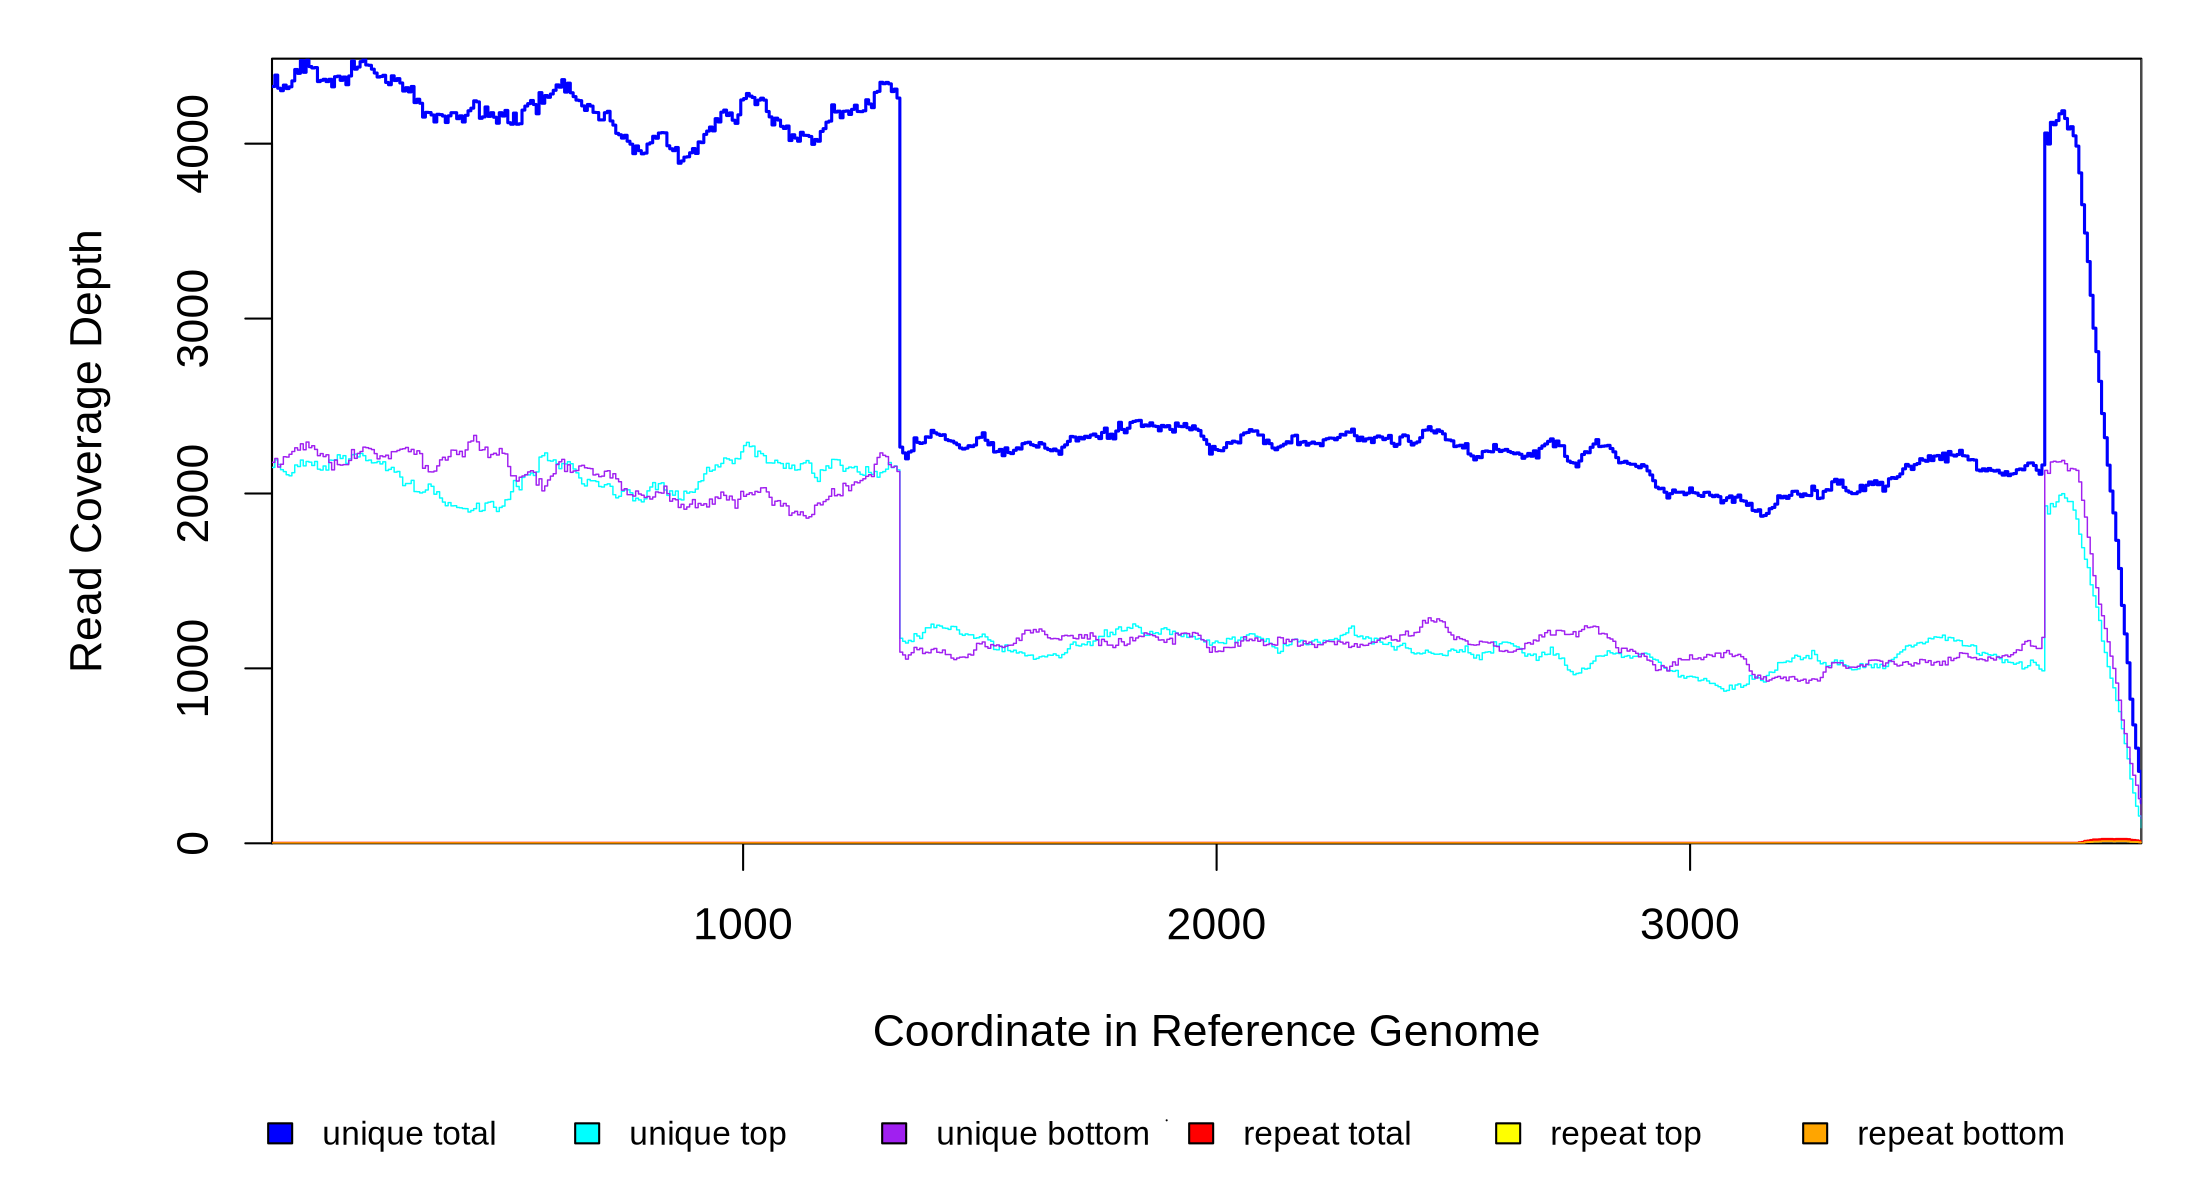 Read Coverage Depth
4000
3000
2000
1000
0
1000 2000 3000
Coordinate in Reference Genome
unique total unique top unique bottom repeat total repeat top repeat bottom